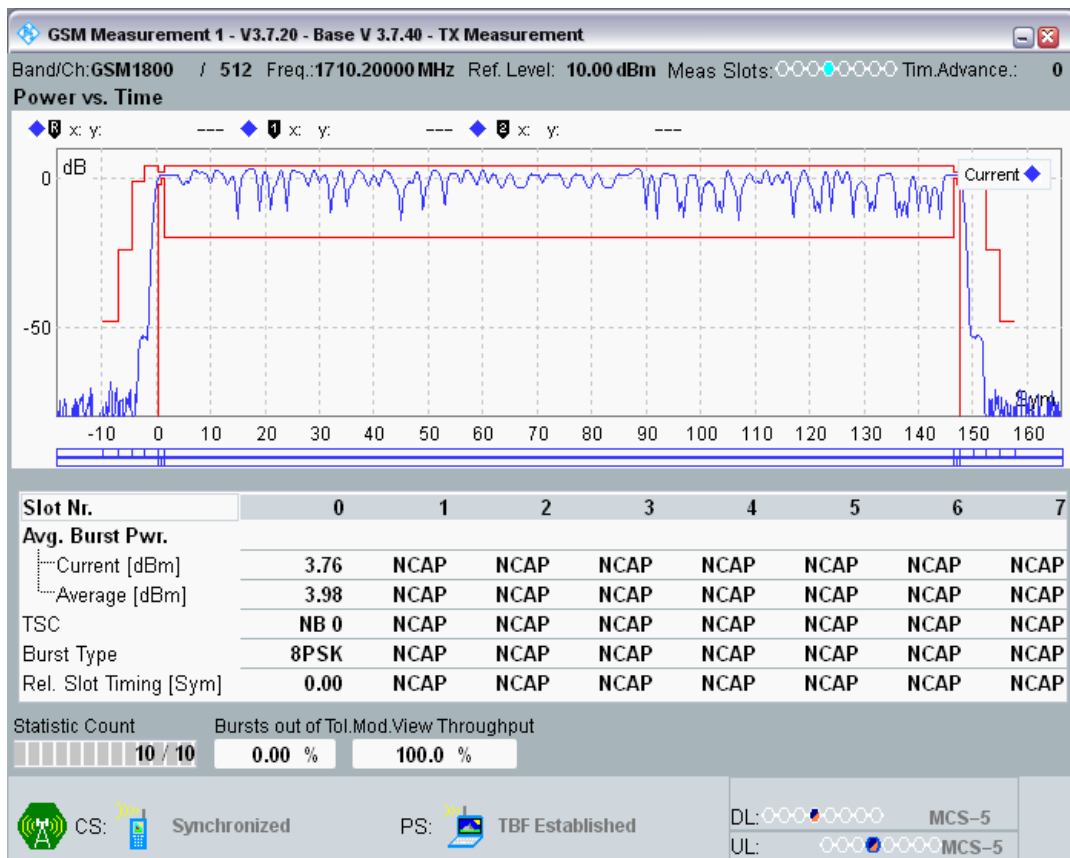 GSM Measurement 1 - V3.7.20 - Base V 3.7.40 - TX Measurement
Band/Ch:GSM1800 / 512 Freq.:1710.20000 MHz Ref. Level: 10.00 dBm Meas Slots: Tim.Advance.: 0
Power vs. Time
R x: y: --- 1 x: y: --- 2 x: y: ---
dB
0
Current
-50
Sym
-10 0 10 20 30 40 50 60 70 80 90 100 110 120 130 140 150 160
Slot Nr. 0 1 2 3 4 5 6 7
Avg. Burst Pwr.
Current [dBm] 3.76 NCAP NCAP NCAP NCAP NCAP NCAP NCAP
Average [dBm] 3.98 NCAP NCAP NCAP NCAP NCAP NCAP NCAP
TSC NB 0 NCAP NCAP NCAP NCAP NCAP NCAP NCAP
Burst Type 8PSK NCAP NCAP NCAP NCAP NCAP NCAP NCAP
Rel. Slot Timing [Sym] 0.00 NCAP NCAP NCAP NCAP NCAP NCAP NCAP
Statistic Count Bursts out of Tol.Mod.View Throughput
10 / 10 0.00 % 100.0 %
CS: Synchronized PS: TBF Established
DL: MCS-5
UL: MCS-5